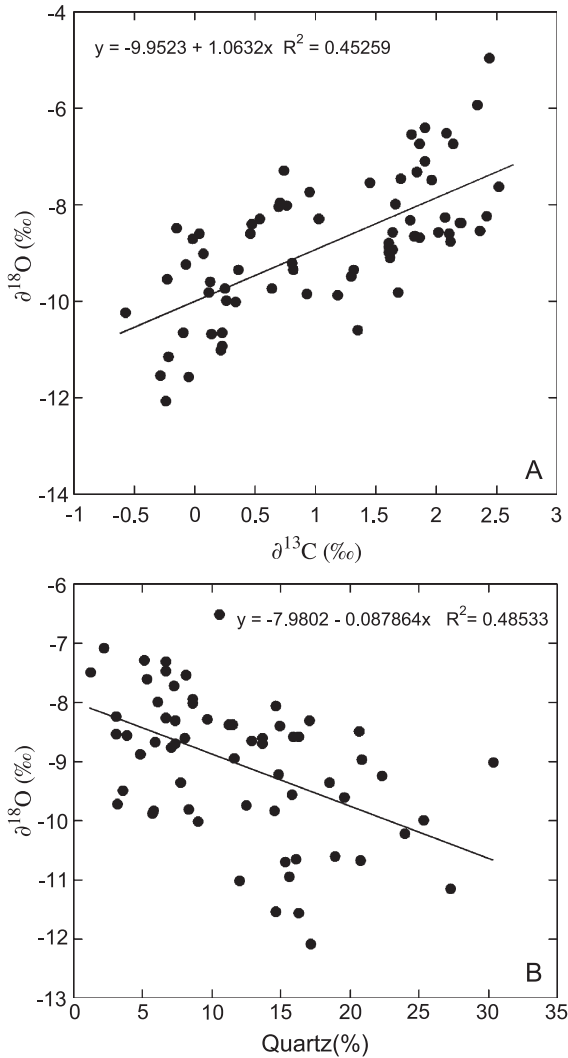 -4
y = -9.9523 + 1.0632x R² = 0.45259
-6
-8
-10
-12
-14
∂¹⁸O (‰)
A
-1 -0.5 0 0.5 1 1.5 2 2.5 3
∂¹³C (‰)
-6
y = -7.9802 - 0.087864x R² = 0.48533
-7
-8
-9
-10
-11
-12
-13
∂¹⁸O (‰)
B
0 5 10 15 20 25 30 35
Quartz(%)